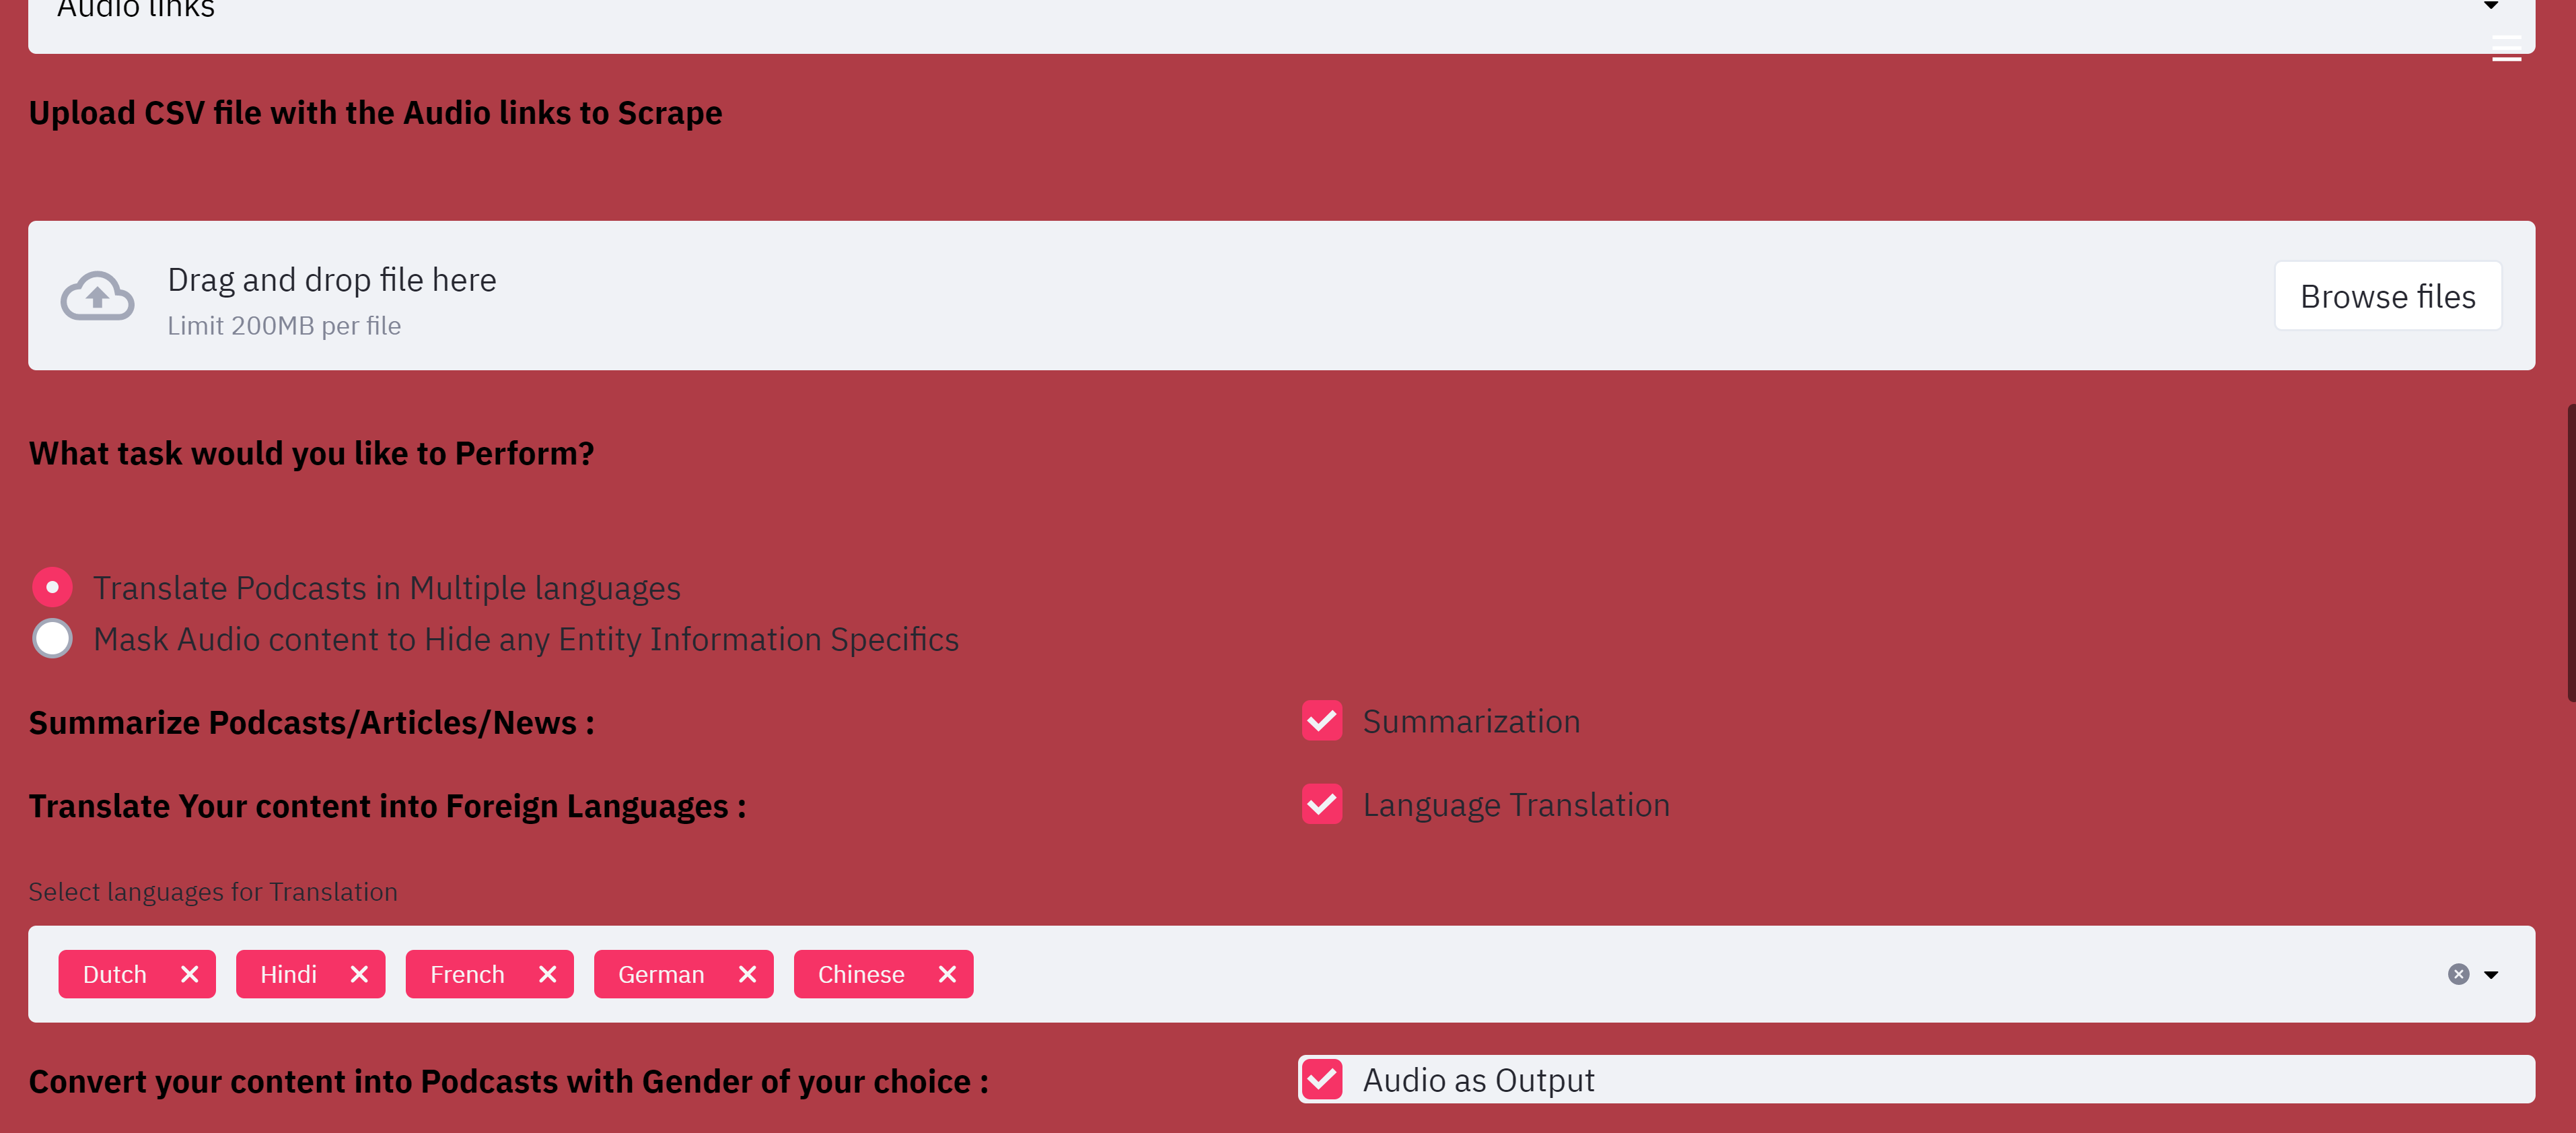 Audio links
Upload CSV file with the Audio links to Scrape
Drag and drop file here
Limit 200MB per file
Browse files
What task would you like to Perform?
Translate Podcasts in Multiple languages
Mask Audio content to Hide any Entity Information Specifics
Summarize Podcasts/Articles/News :
Summarization
Translate Your content into Foreign Languages :
Language Translation
Select languages for Translation
Dutch Hindi French German Chinese
Convert your content into Podcasts with Gender of your choice :
Audio as Output